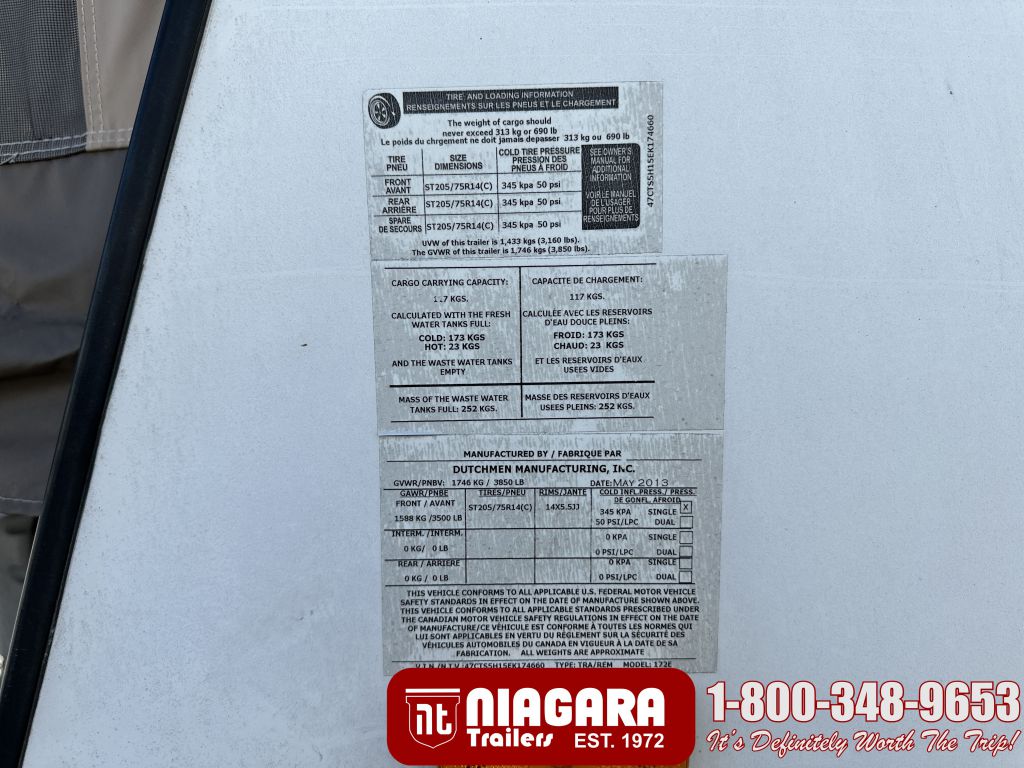 TIRE AND LOADING INFORMATION
RENSEIGNEMENTS SUR LES PNEUS ET LE CHARGEMENT
The weight of cargo should
never exceed 313 kg or 690 lb
Le poids du chrgement ne doit jamais depasser 313 kg ou 690 lb
TIRE SIZE COLD TIRE PRESSURE
PNEU DIMENSIONS PRESSION DES
PNEUS À FROID
FRONT
AVANT ST205/75R14(C) 345 kpa 50 psi
REAR
ARRIÈRE ST205/75R14(C) 345 kpa 50 psi
SPARE
DE SECOURS ST205/75R14(C) 345 kpa 50 psi
SEE OWNER'S
MANUAL FOR
ADDITIONAL
INFORMATION
VOIR LE MANUEL
DE L'USAGER
POUR PLUS DE
RENSEIGNEMENTS
47CTS5H15EK174660
UVW of this trailer is 1,433 kgs (3,160 lbs).
The GVWR of this trailer is 1,746 kgs (3,850 lbs).
CARGO CARRYING CAPACITY:
KGS.
CALCULATED WITH THE FRESH
WATER TANKS FULL:
COLD: 173 KGS
HOT: 23 KGS
AND THE WASTE WATER TANKS
EMPTY
MASS OF THE WASTE WATER
TANKS FULL: 252 KGS.
CAPACITE DE CHARGEMENT:
117 KGS.
CALCULÉE AVEC LES RESERVOIRS
D'EAU DOUCE PLEINS:
FROID: 173 KGS
CHAUD: 23 KGS
ET LES RESERVOIRS D'EAUX
USEES VIDES
MASSE DES RESERVOIRS D'EAUX
USEES PLEINS: 252 KGS.
MANUFACTURED BY / FABRIQUE PAR
DUTCHMEN MANUFACTURING, INC.
GVWR/PNBV: 1746 KG / 3850 LB DATE: MAY 2013
GAWR/PNBE TIRES/PNEU RIMS/JANTE COLD INFL.PRESS./ PRESS.
DE GONFL. AFROID
FRONT / AVANT ST205/75R14(C) 14X5.5JJ 345 KPA SINGLE X
1588 KG /3500 LB 50 PSI/LPC DUAL
INTERM. /INTERM. 0 KPA SINGLE
0 KG/ 0 LB 0 PSI/LPC DUAL
REAR / ARRIERE 0 KPA SINGLE
0 KG / 0 LB 0 PSI/LPC DUAL
THIS VEHICLE CONFORMS TO ALL APPLICABLE U.S. FEDERAL MOTOR VEHICLE
SAFETY STANDARDS IN EFFECT ON THE DATE OF MANUFACTURE SHOWN ABOVE.
THIS VEHICLE CONFORMS TO ALL APPLICABLE STANDARDS PRESCRIBED UNDER
THE CANADIAN MOTOR VEHICLE SAFETY REGULATIONS IN EFFECT ON THE DATE
OF MANUFACTURE/CE VÉHICULE EST CONFORME À TOUTES LES NORMES QUI
LUI SONT APPLICABLES EN VERTU DU RÈGLEMENT SUR LA SÉCURITÉ DES
VÉHICULES AUTOMOBILES DU CANADA EN VIGUEUR À LA DATE DE SA
FABRICATION. ALL WEIGHTS ARE APPROXIMATE
V.I.N./N.I.V. 47CTS5H15EK174660 TYPE: TRA/REM MODEL: 172E
nt NIAGARA
Trailers EST. 1972
1-800-348-9653
It's Definitely Worth The Trip!